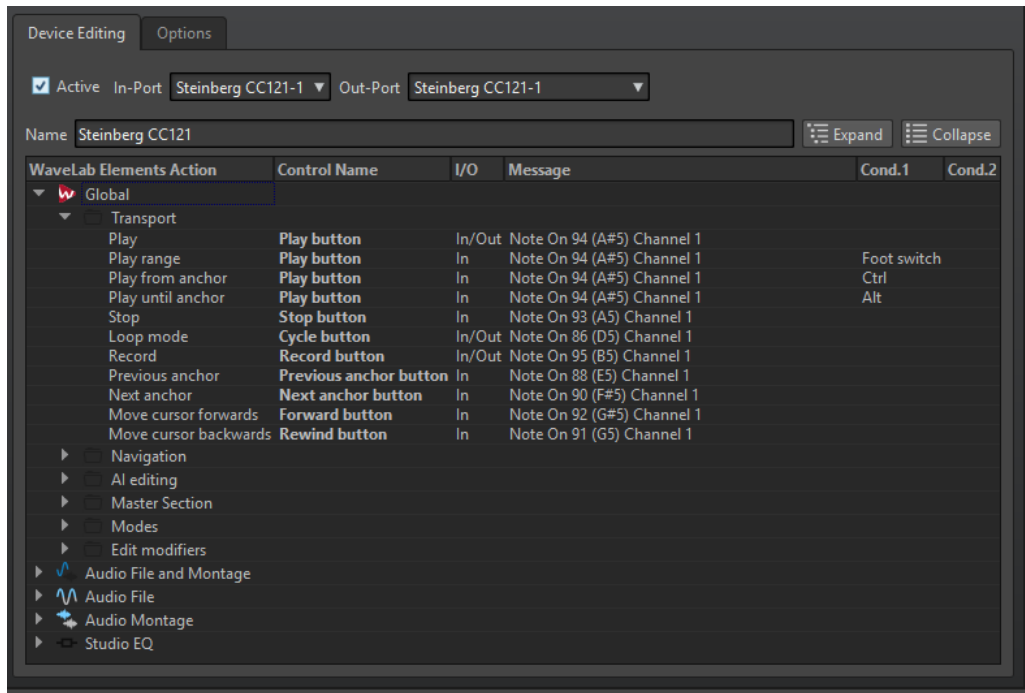 Device Editing Options
Active In-Port Steinberg CC121-1 Out-Port Steinberg CC121-1
Name Steinberg CC121 Expand Collapse
WaveLab Elements Action Control Name I/O Message Cond.1 Cond.2
Global
Transport
Play Play button In/Out Note On 94 (A#5) Channel 1
Play range Play button In Note On 94 (A#5) Channel 1 Foot switch
Play from anchor Play button In Note On 94 (A#5) Channel 1 Ctrl
Play until anchor Play button In Note On 94 (A#5) Channel 1 Alt
Stop Stop button In Note On 93 (A5) Channel 1
Loop mode Cycle button In/Out Note On 86 (D5) Channel 1
Record Record button In/Out Note On 95 (B5) Channel 1
Previous anchor Previous anchor button In Note On 88 (E5) Channel 1
Next anchor Next anchor button In Note On 90 (F#5) Channel 1
Move cursor forwards Forward button In Note On 92 (G#5) Channel 1
Move cursor backwards Rewind button In Note On 91 (G5) Channel 1
Navigation
AI editing
Master Section
Modes
Edit modifiers
Audio File and Montage
Audio File
Audio Montage
Studio EQ